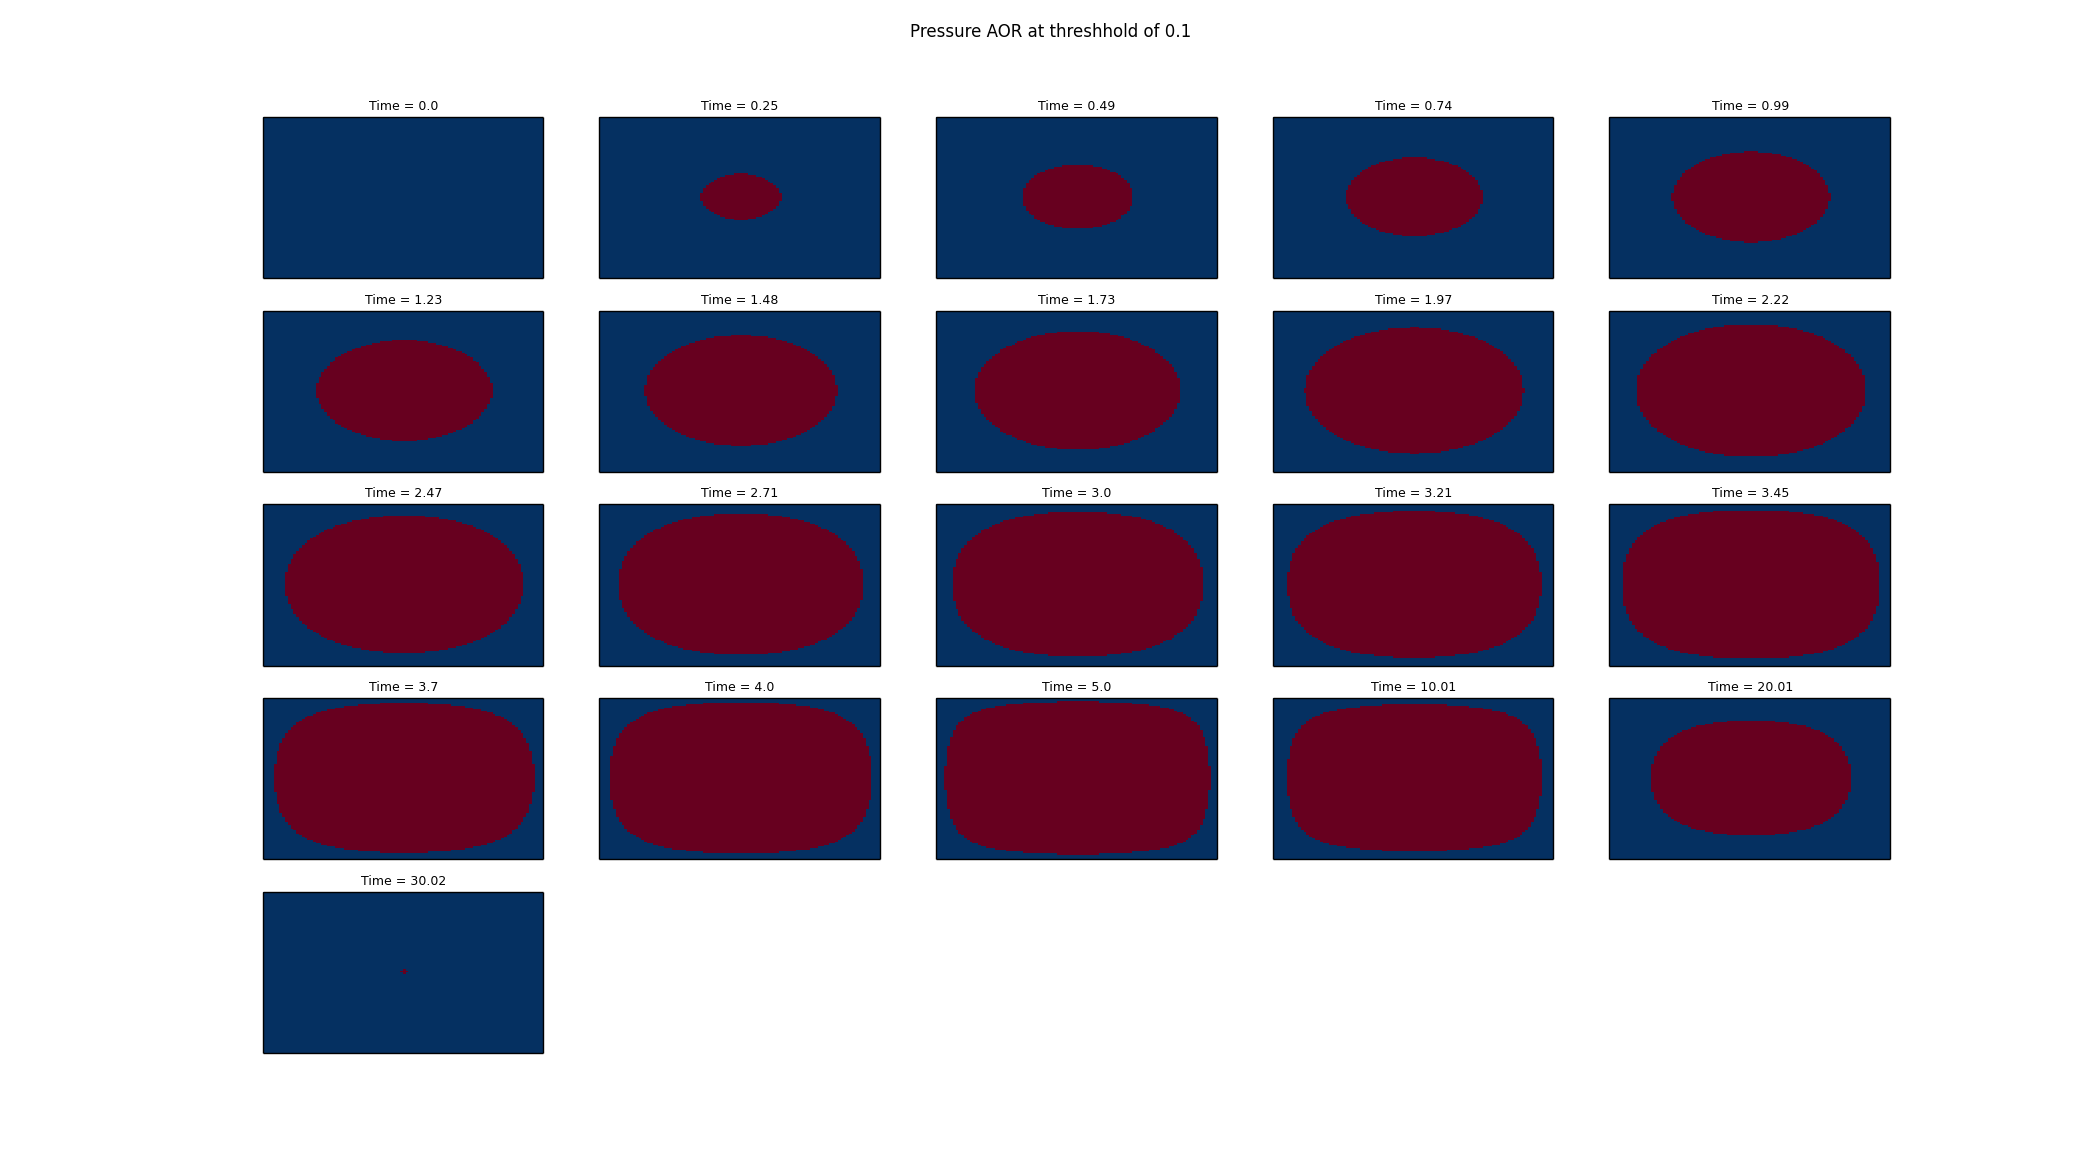 Pressure AOR at threshhold of 0.1
Time = 0.0
Time = 0.25
Time = 0.49
Time = 0.74
Time = 0.99
Time = 1.23
Time = 1.48
Time = 1.73
Time = 1.97
Time = 2.22
Time = 2.47
Time = 2.71
Time = 3.0
Time = 3.21
Time = 3.45
Time = 3.7
Time = 4.0
Time = 5.0
Time = 10.01
Time = 20.01
Time = 30.02